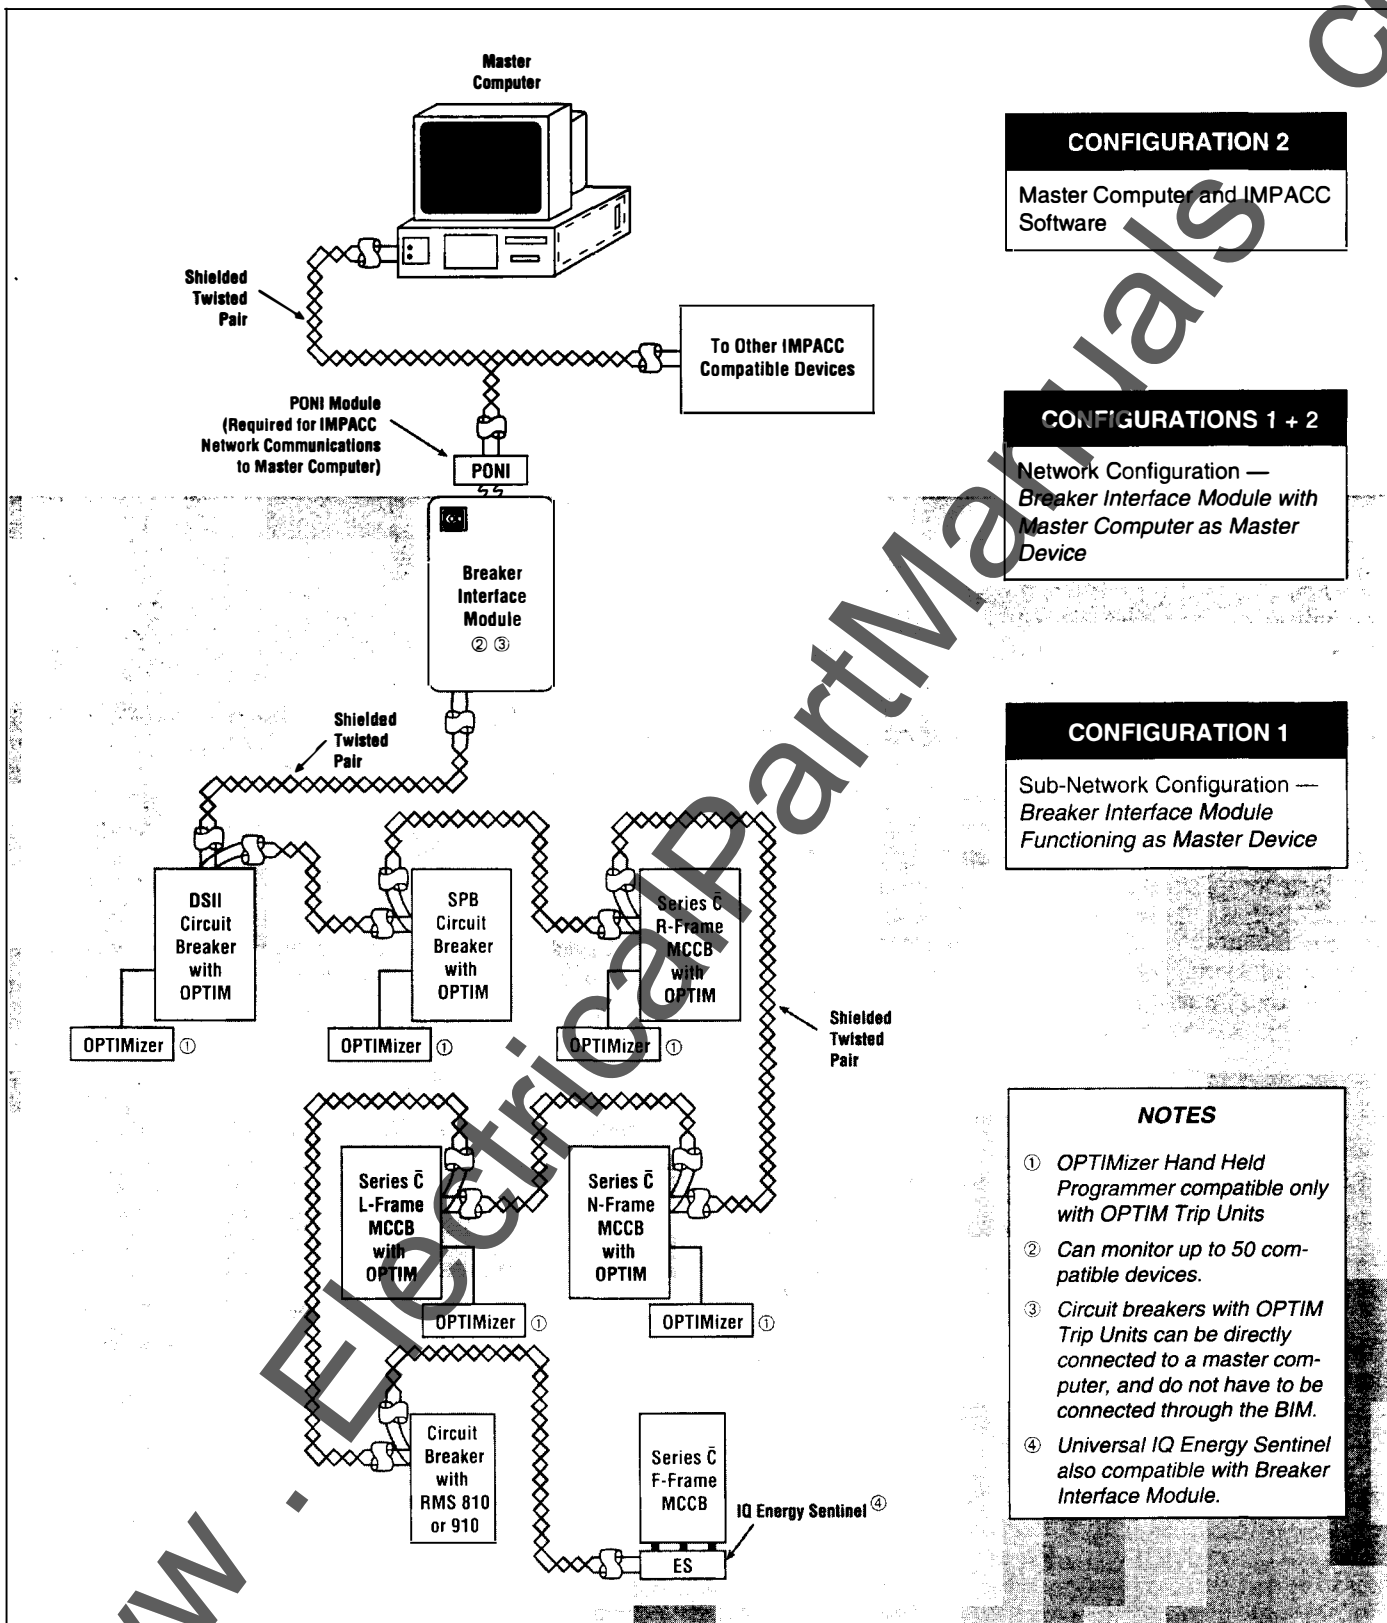 Master
Computer
Shielded
Twisted
Pair
To Other IMPACC
Compatible Devices
PONI Module
(Required for IMPACC
Network Communications
to Master Computer)
PONI
Breaker
Interface
Module
② ③
Shielded
Twisted
Pair
DSII
Circuit
Breaker
with
OPTIM
SPB
Circuit
Breaker
with
OPTIM
Series C̄
R-Frame
MCCB
with
OPTIM
OPTIMizer ①
OPTIMizer ①
OPTIMizer ①
Shielded
Twisted
Pair
Series C̄
L-Frame
MCCB
with
OPTIM
Series C̄
N-Frame
MCCB
with
OPTIM
OPTIMizer ①
OPTIMizer ①
Circuit
Breaker
with
RMS 810
or 910
Series C̄
F-Frame
MCCB
IQ Energy Sentinel ④
ES
CONFIGURATION 2
Master Computer and IMPACC
Software
CONFIGURATIONS 1 + 2
Network Configuration —
Breaker Interface Module with
Master Computer as Master
Device
CONFIGURATION 1
Sub-Network Configuration —
Breaker Interface Module
Functioning as Master Device
NOTES
① OPTIMizer Hand Held
Programmer compatible only
with OPTIM Trip Units
② Can monitor up to 50 com-
patible devices.
③ Circuit breakers with OPTIM
Trip Units can be directly
connected to a master com-
puter, and do not have to be
connected through the BIM.
④ Universal IQ Energy Sentinel
also compatible with Breaker
Interface Module.
w . ElectricalPartManuals c